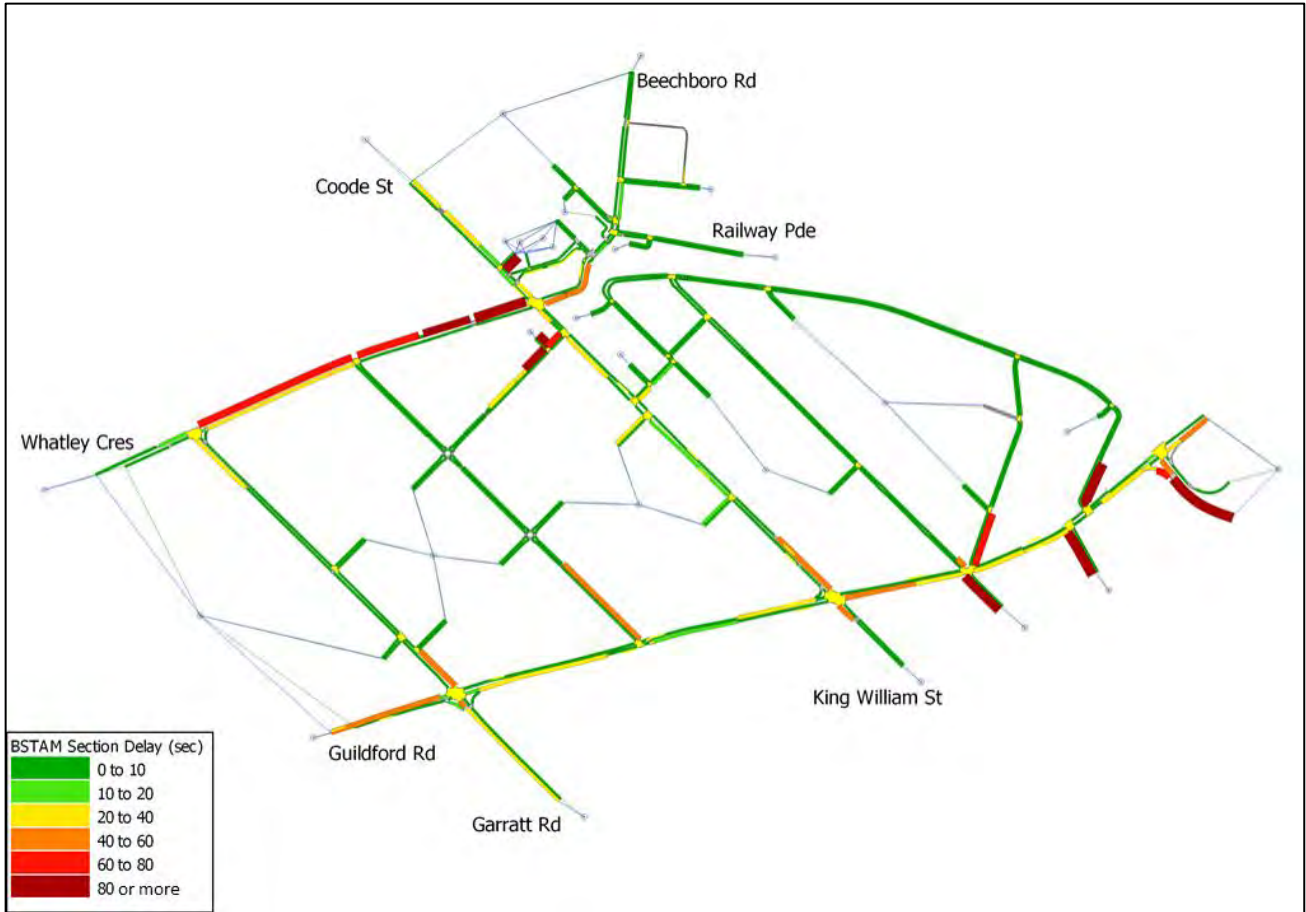 Beechboro Rd
Coode St
Railway Pde
Whatley Cres
King William St
Guildford Rd
Garratt Rd
BSTAM Section Delay (sec)
0 to 10
10 to 20
20 to 40
40 to 60
60 to 80
80 or more